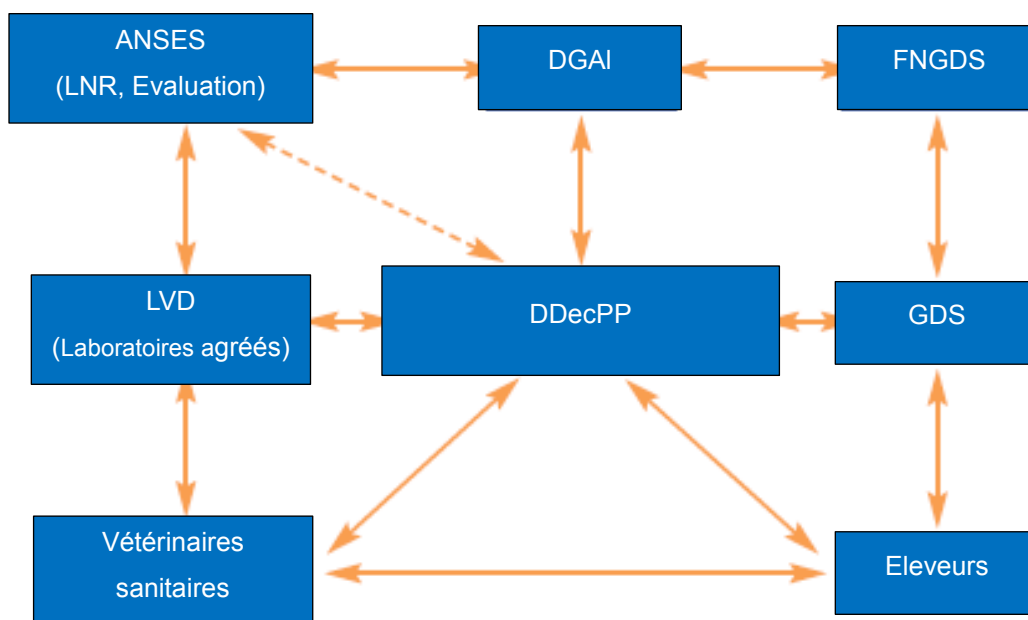 ANSES
(LNR, Evaluation)
DGAl
FNGDS
LVD
(Laboratoires agréés)
DDecPP
GDS
Vétérinaires
sanitaires
Eleveurs